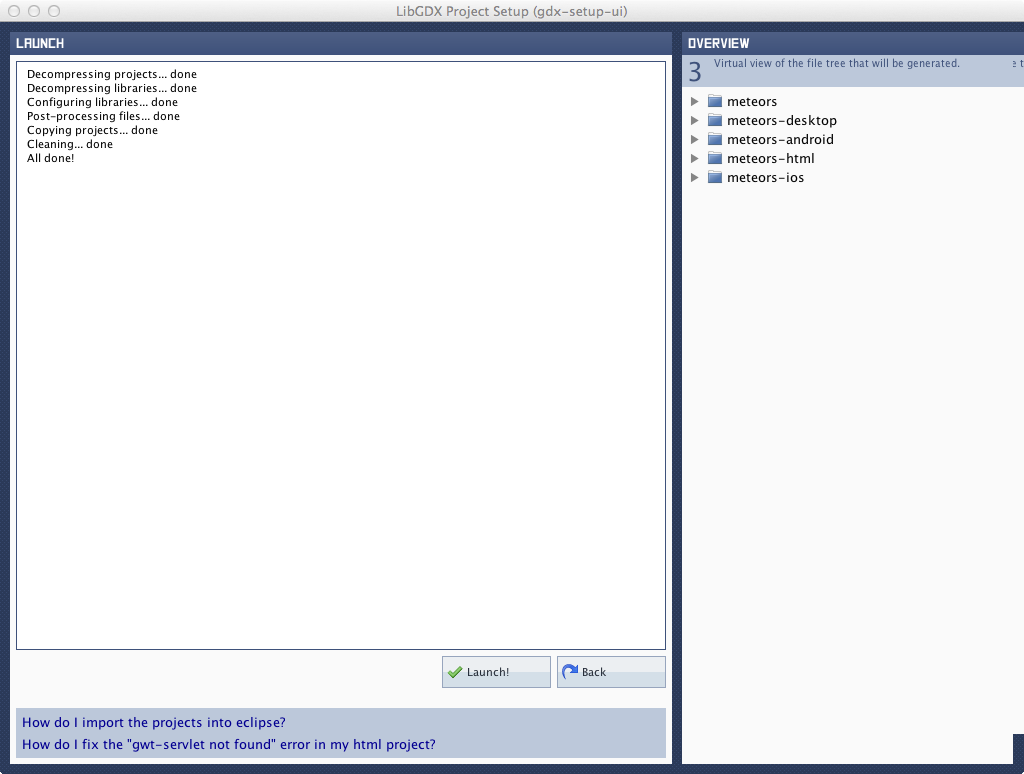 LibGDX Project Setup (gdx-setup-ui)
LAUNCH
Decompressing projects... done
Decompressing libraries... done
Configuring libraries... done
Post-processing files... done
Copying projects... done
Cleaning... done
All done!
Launch!
Back
How do I import the projects into eclipse?
How do I fix the "gwt-servlet not found" error in my html project?
OVERVIEW
3 Virtual view of the file tree that will be generated.
meteors
meteors-desktop
meteors-android
meteors-html
meteors-ios